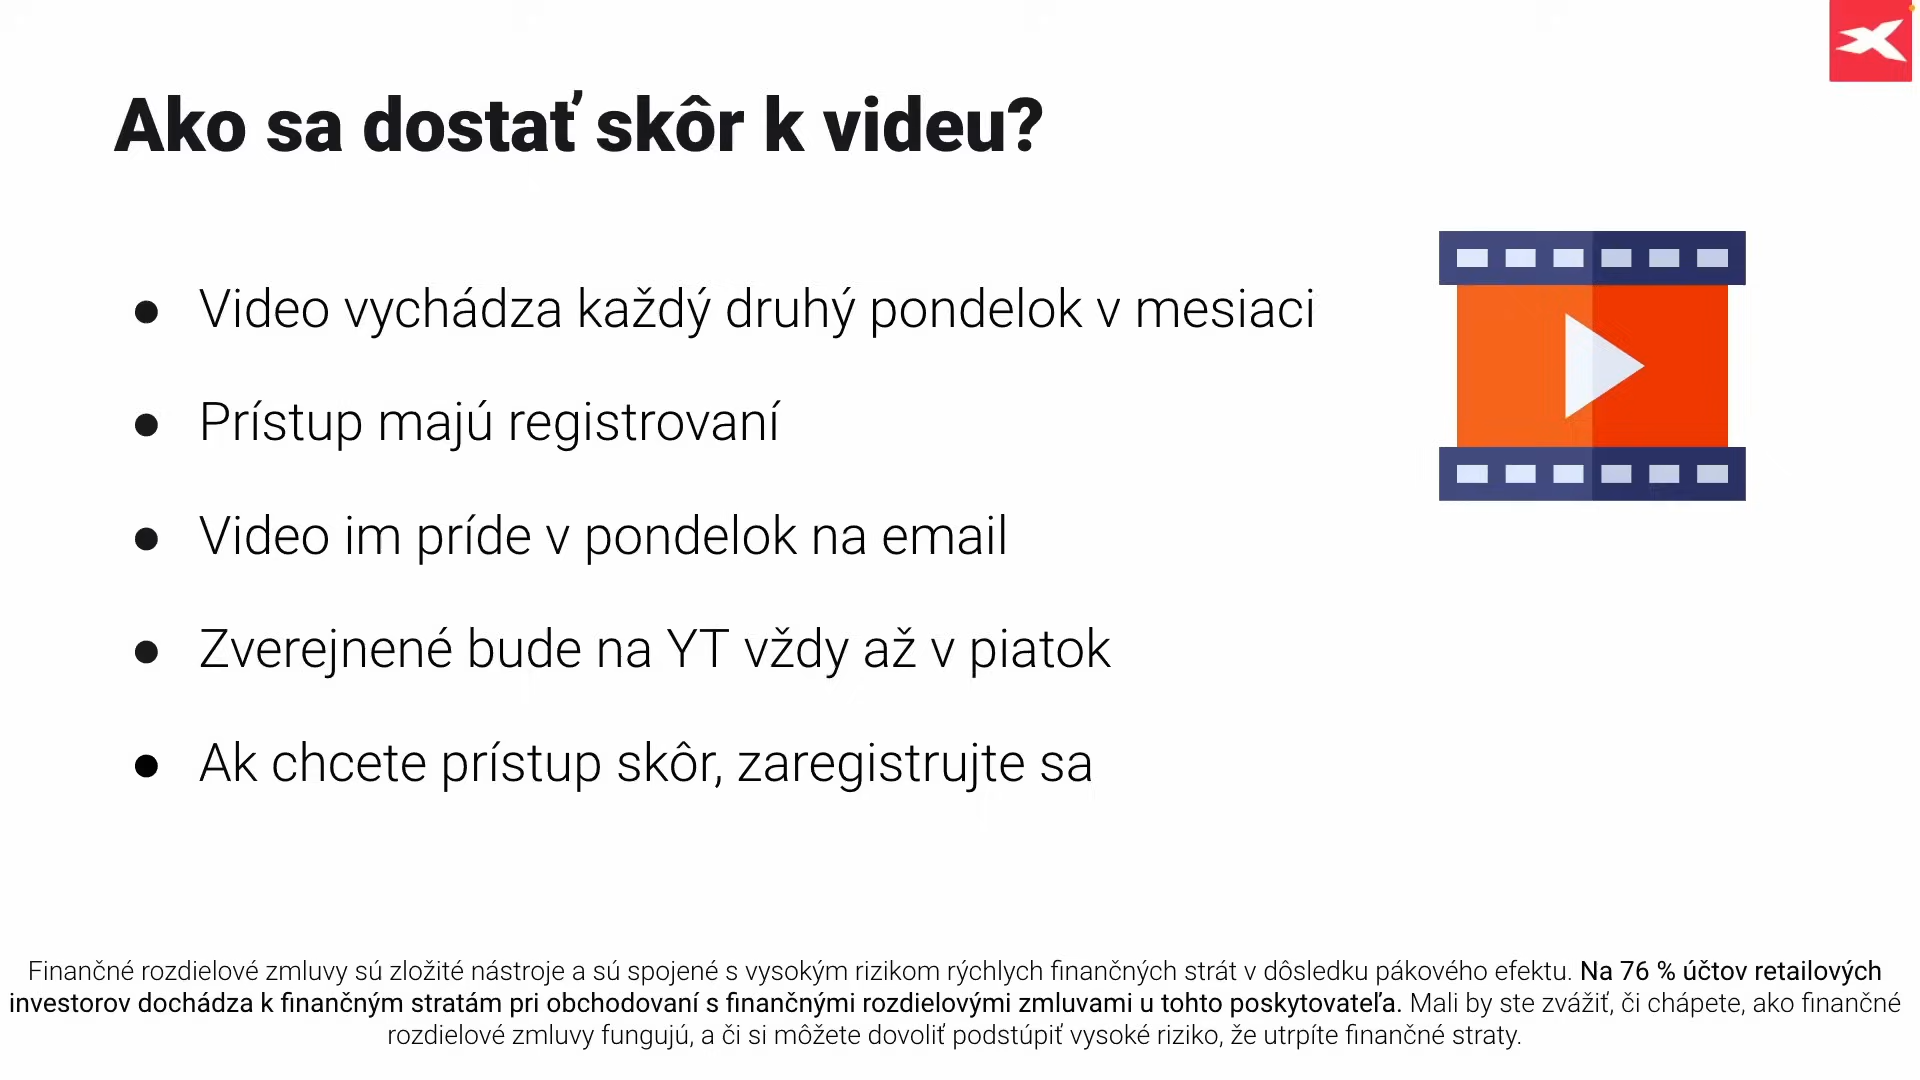 Ako sa dostať skôr k videu?
● Video vychádza každý druhý pondelok v mesiaci
● Prístup majú registrovaní
● Video im príde v pondelok na email
● Zverejnené bude na YT vždy až v piatok
● Ak chcete prístup skôr, zaregistrujte sa
Finančné rozdielové zmluvy sú zložité nástroje a sú spojené s vysokým rizikom rýchlych finančných strát v dôsledku pákového efektu. Na 76 % účtov retailových
investorov dochádza k finančným stratám pri obchodovaní s finančnými rozdielovými zmluvami u tohto poskytovateľa. Mali by ste zvážiť, či chápete, ako finančné
rozdielové zmluvy fungujú, a či si môžete dovoliť podstúpiť vysoké riziko, že utrpíte finančné straty.